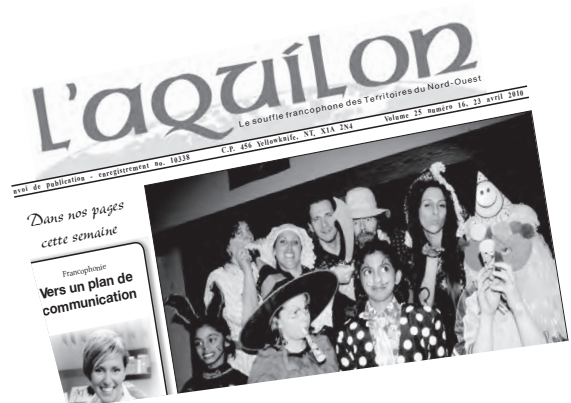 L'aquilon
Le souffle francophone des Territoires du Nord-Ouest
nvoi de publication - enregistrement no. 10338 C.P. 456 Yellowknife, NT, X1A 2N4 Volume 25 numéro 16, 23 avril 2010
Dans nos pages
cette semaine
Francophonie
Vers un plan de
communication